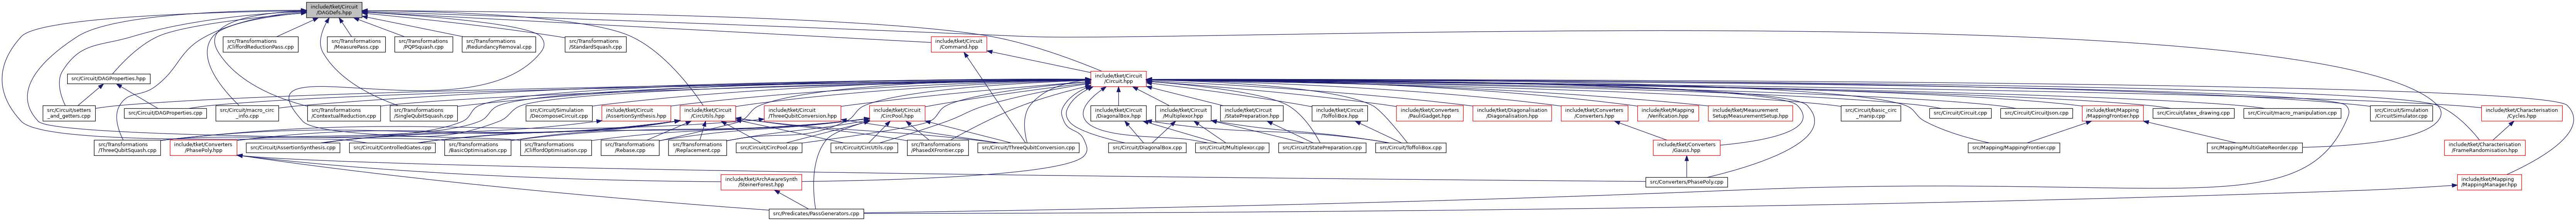 include/tket/Circuit
/DAGDefs.hpp
src/Transformations
/CliffordReductionPass.cpp
src/Transformations
/MeasurePass.cpp
src/Transformations
/PQPSquash.cpp
src/Transformations
/RedundancyRemoval.cpp
src/Transformations
/StandardSquash.cpp
include/tket/Circuit
/Command.hpp
src/Circuit/DAGProperties.hpp
include/tket/Circuit
/Circuit.hpp
src/Circuit/setters
_and_getters.cpp
src/Circuit/DAGProperties.cpp
src/Circuit/macro_circ
_info.cpp
src/Transformations
/ContextualReduction.cpp
src/Transformations
/SingleQubitSquash.cpp
src/Circuit/Simulation
/DecomposeCircuit.cpp
include/tket/Circuit
/AssertionSynthesis.hpp
include/tket/Circuit
/CircUtils.hpp
include/tket/Circuit
/ThreeQubitConversion.hpp
include/tket/Circuit
/CircPool.hpp
include/tket/Circuit
/DiagonalBox.hpp
include/tket/Circuit
/Multiplexor.hpp
include/tket/Circuit
/StatePreparation.hpp
include/tket/Circuit
/ToffoliBox.hpp
include/tket/Converters
/PauliGadget.hpp
include/tket/Diagonalisation
/Diagonalisation.hpp
include/tket/Converters
/Converters.hpp
include/tket/Mapping
/Verification.hpp
include/tket/Measurement
Setup/MeasurementSetup.hpp
src/Circuit/basic_circ
_manip.cpp
src/Circuit/Circuit.cpp
src/Circuit/CircuitJson.cpp
include/tket/Mapping
/MappingFrontier.hpp
src/Circuit/latex_drawing.cpp
src/Circuit/macro_manipulation.cpp
src/Circuit/Simulation
/CircuitSimulator.cpp
include/tket/Characterisation
/Cycles.hpp
src/Transformations
/ThreeQubitSquash.cpp
include/tket/Converters
/PhasePoly.hpp
src/Circuit/AssertionSynthesis.cpp
src/Circuit/ControlledGates.cpp
src/Transformations
/BasicOptimisation.cpp
src/Transformations
/CliffordOptimisation.cpp
src/Transformations
/Rebase.cpp
src/Transformations
/Replacement.cpp
src/Circuit/CircPool.cpp
src/Circuit/CircUtils.cpp
src/Transformations
/PhasedXFrontier.cpp
src/Circuit/ThreeQubitConversion.cpp
src/Circuit/DiagonalBox.cpp
src/Circuit/Multiplexor.cpp
src/Circuit/StatePreparation.cpp
src/Circuit/ToffoliBox.cpp
include/tket/Converters
/Gauss.hpp
src/Mapping/MappingFrontier.cpp
src/Mapping/MultiGateReorder.cpp
include/tket/Characterisation
/FrameRandomisation.hpp
include/tket/ArchAwareSynth
/SteinerForest.hpp
src/Converters/PhasePoly.cpp
include/tket/Mapping
/MappingManager.hpp
src/Predicates/PassGenerators.cpp